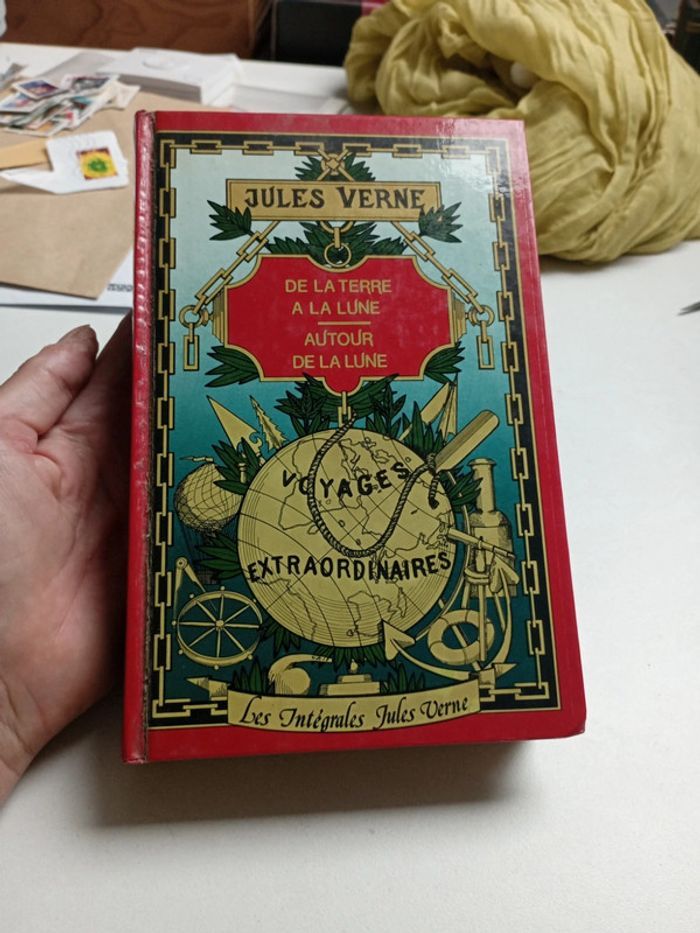 JULES VERNE
DE LA TERRE
A LA LUNE
AUTOUR
DE LA LUNE
VOYAGES
EXTRAORDINAIRES
Les Intégrales Jules Verne